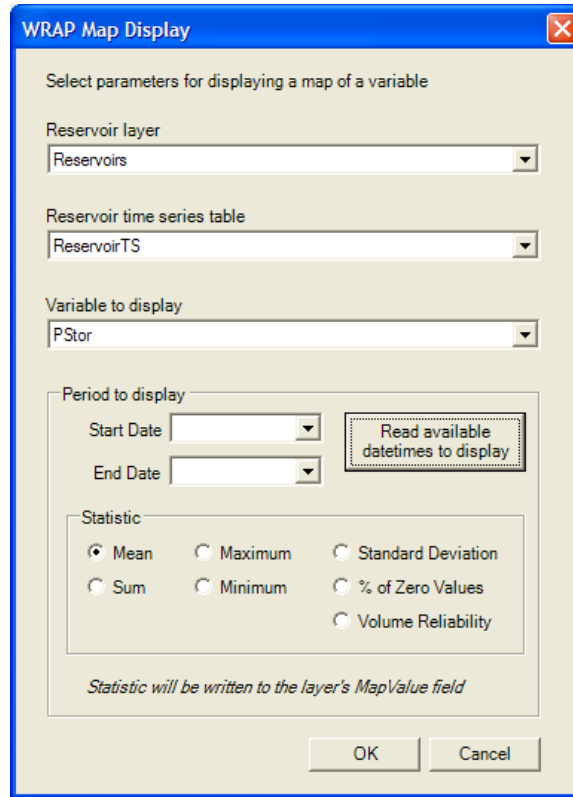 WRAP Map Display
Select parameters for displaying a map of a variable
Reservoir layer
Reservoirs
Reservoir time series table
ReservoirTS
Variable to display
PStor
Period to display
Start Date
End Date
Read available
datetimes to display
Statistic
Mean
Maximum
Standard Deviation
Sum
Minimum
% of Zero Values
Volume Reliability
Statistic will be written to the layer's MapValue field
OK
Cancel